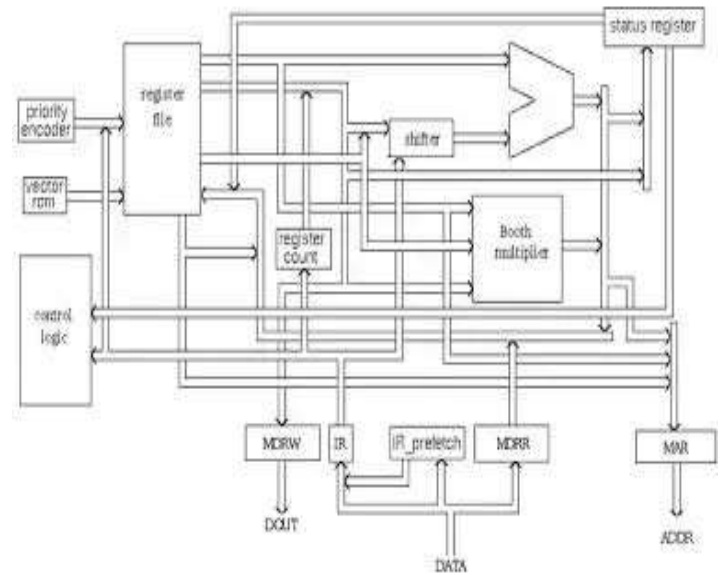 status register
register
file
priority
encoder
shifter
vector
rom
Booth
multiplier
register
count
control
logic
MDRW
IR
IR_prefetch
MDRR
MAR
DOUT
ADDR
DATA